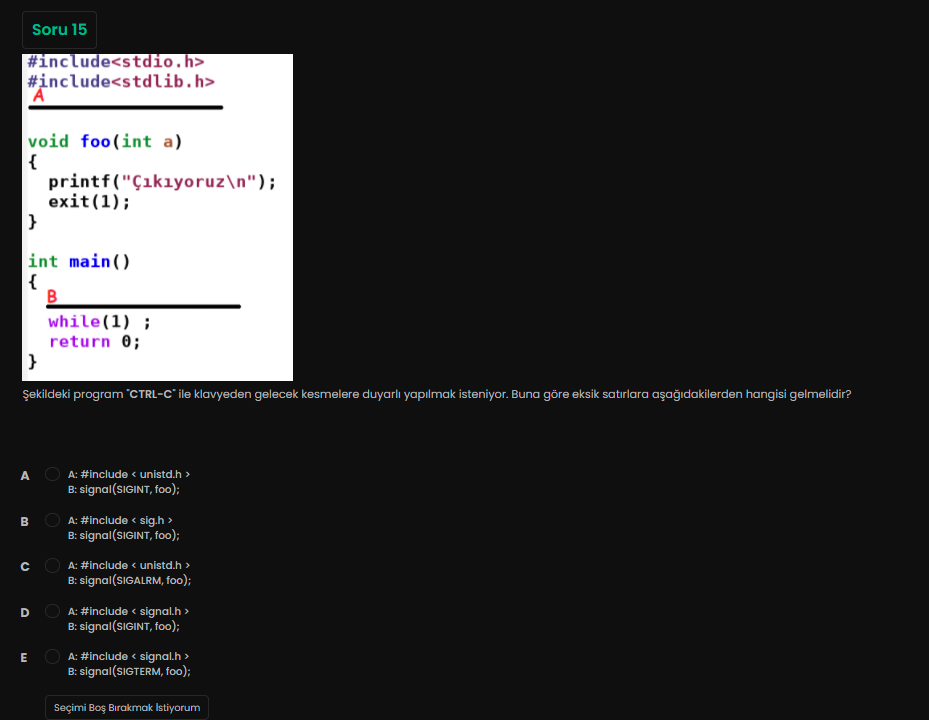 Soru 15
#include<stdio.h>
#include<stdlib.h>
A
void foo(int a)
{
printf("Çıkıyoruz\n");
exit(1);
}
int main()
{
B
while(1) ;
return 0;
}
Şekildeki program "CTRL-C" ile klavyeden gelecek kesmelere duyarlı yapılmak isteniyor. Buna göre eksik satırlara aşağıdakilerden hangisi gelmelidir?
A
A: #include < unistd.h >
B: signal(SIGINT, foo);
B
A: #include < sig.h >
B: signal(SIGINT, foo);
C
A: #include < unistd.h >
B: signal(SIGALRM, foo);
D
A: #include < signal.h >
B: signal(SIGINT, foo);
E
A: #include < signal.h >
B: signal(SIGTERM, foo);
Seçimi Boş Bırakmak İstiyorum